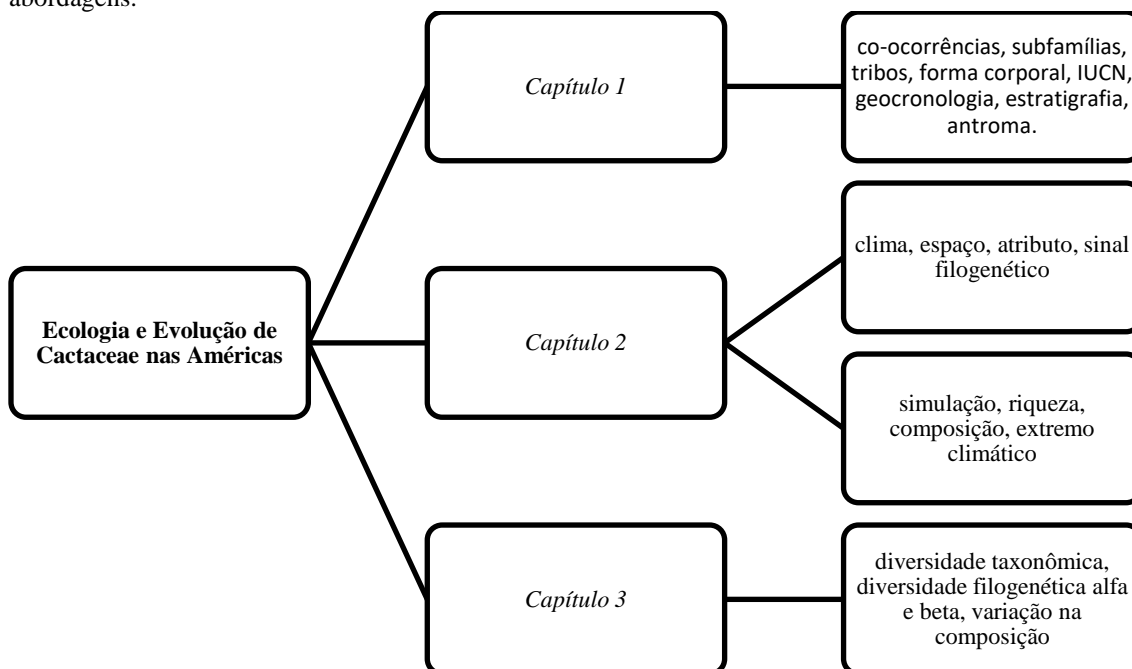 abordagens.
Capítulo 1
co-ocorrências, subfamílias,
tribos, forma corporal, IUCN,
geocronologia, estratigrafia,
antroma.
Ecologia e Evolução de
Cactaceae nas Américas
Capítulo 2
clima, espaço, atributo, sinal
filogenético
simulação, riqueza,
composição, extremo
climático
Capítulo 3
diversidade taxonômica,
diversidade filogenética alfa
e beta, variação na
composição